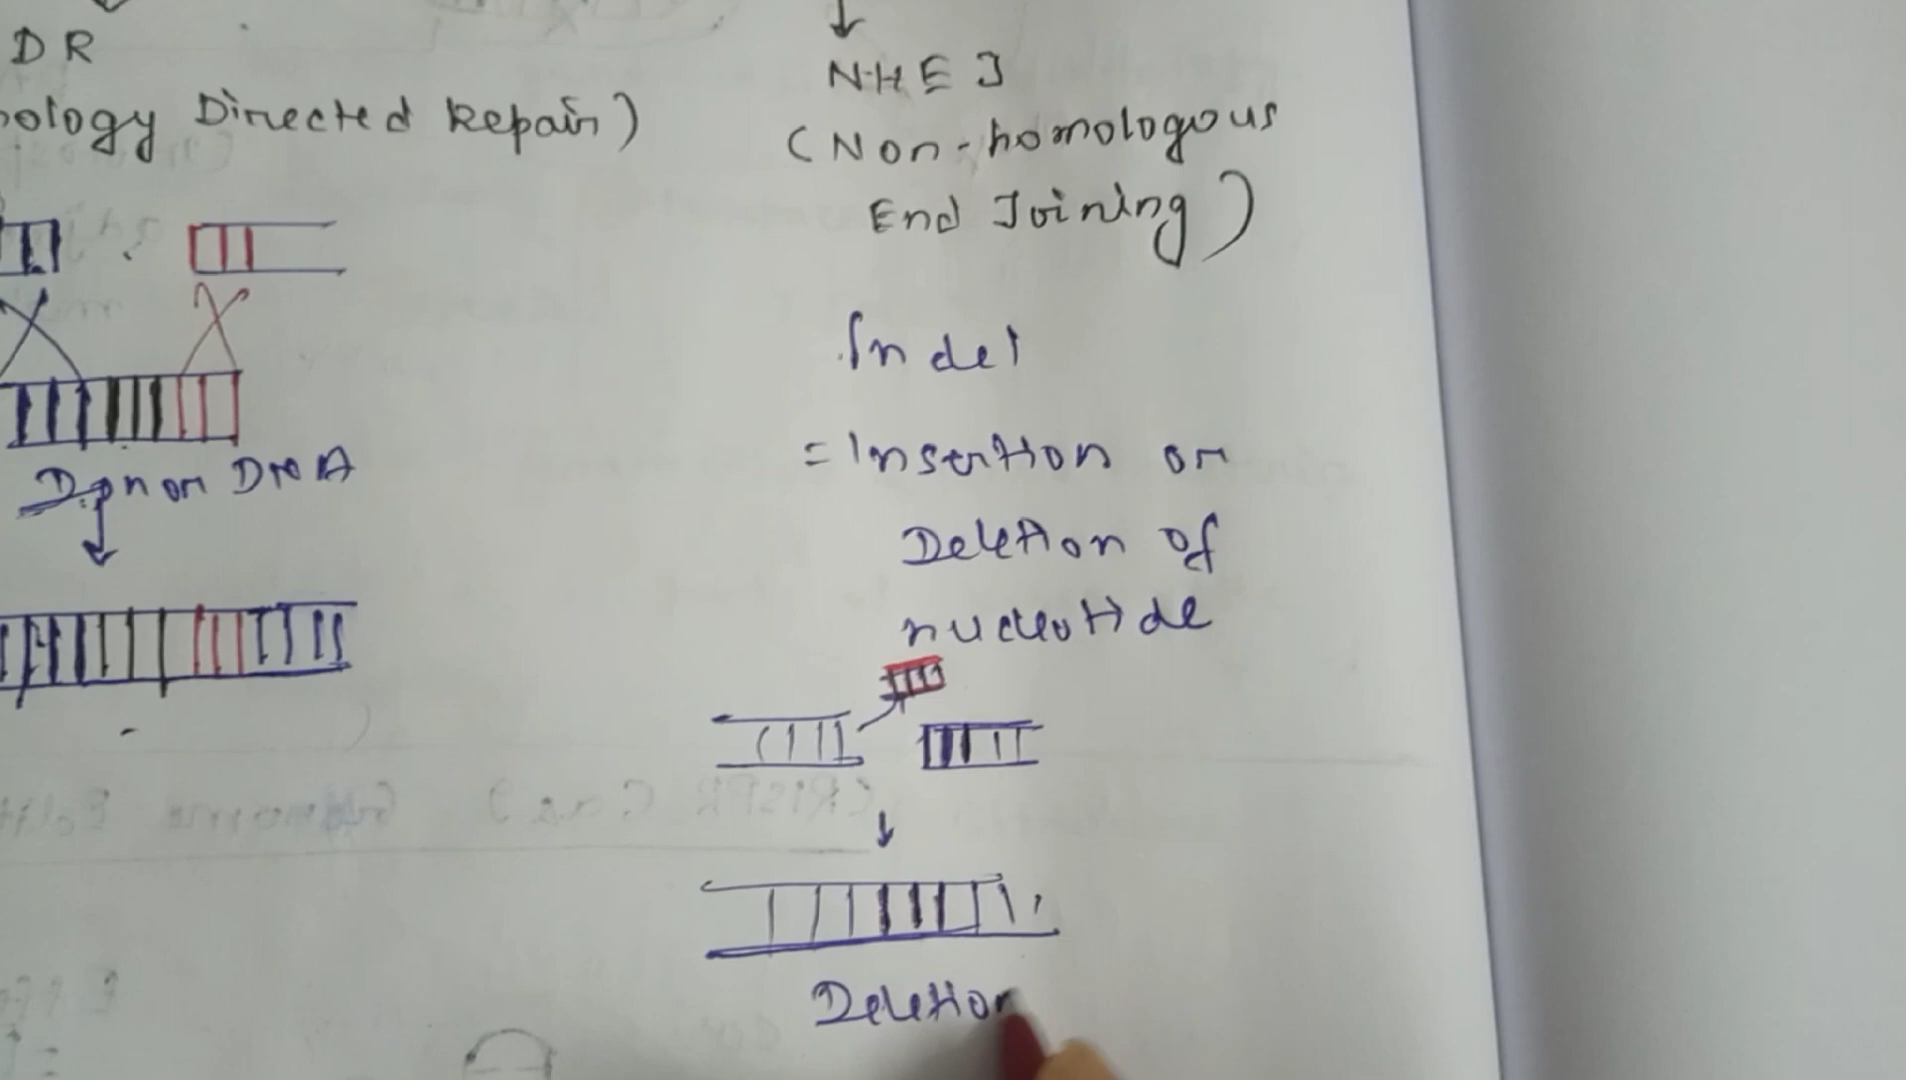 DR
ology Directed Repair)
Donor DNA
NHEJ
(Non-homologous
End Joining)
Indel
= Insertion or
Deletion of
nucleotide
Deletion